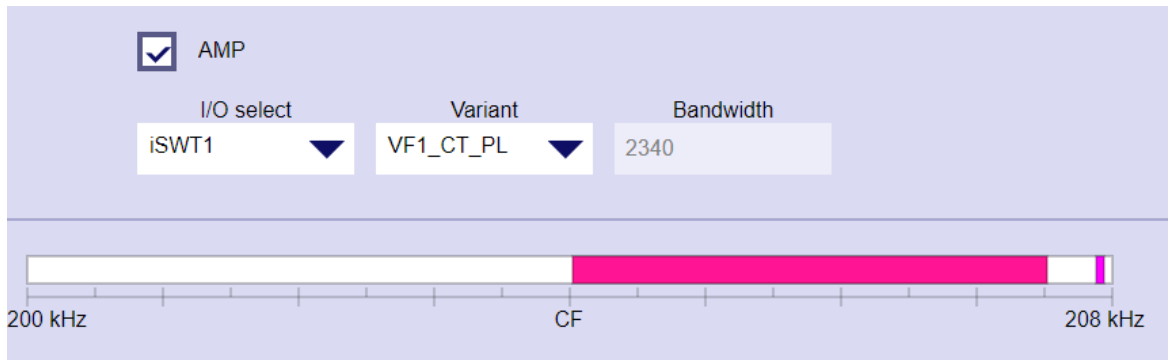 AMP
I/O select Variant Bandwidth
iSWT1 VF1_CT_PL 2340
200 kHz CF 208 kHz